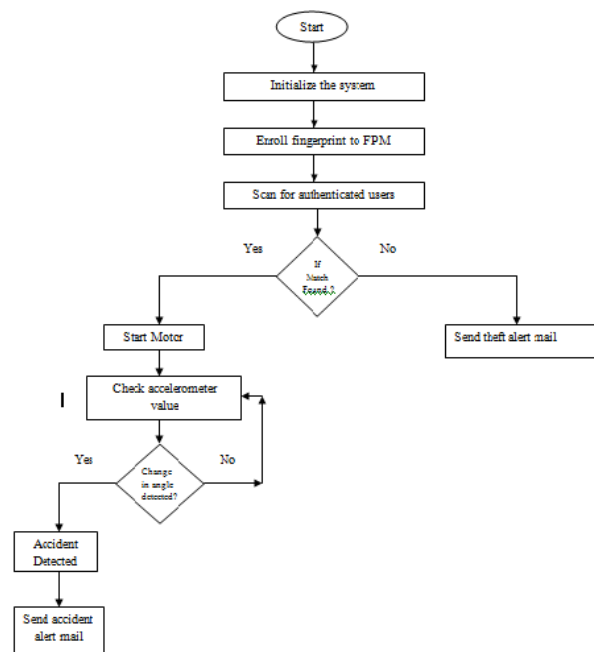 Start
Initialize the system
Enroll fingerprint to FPM
Scan for authenticated users
Yes
No
If
Match
Found.?
Start Motor
Send theft alert mail
Check accelerometer
value
Yes
No
Change
in angle
detected?
Accident
Detected
Send accident
alert mail